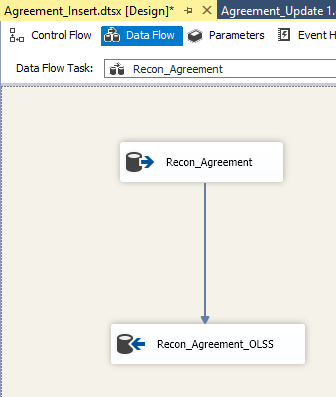 Agreement_Insert.dtsx [Design]* Agreement_Update 1.
Control Flow Data Flow Parameters Event H
Data Flow Task: Recon_Agreement
Recon_Agreement
Recon_Agreement_OLSS